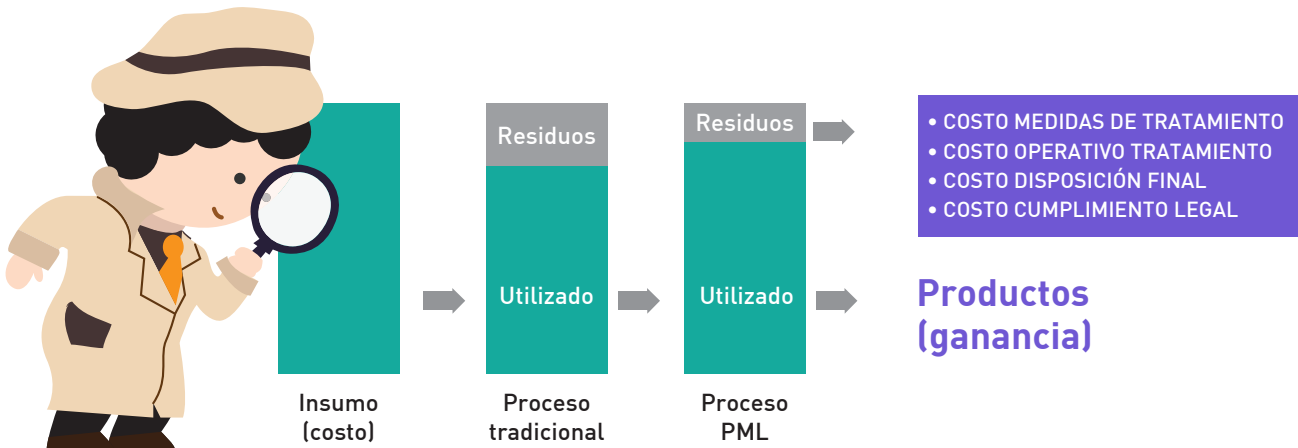 Residuos
Utilizado
Residuos
Utilizado
• COSTO MEDIDAS DE TRATAMIENTO
• COSTO OPERATIVO TRATAMIENTO
• COSTO DISPOSICIÓN FINAL
• COSTO CUMPLIMIENTO LEGAL
Productos
(ganancia)
Insumo
(costo)
Proceso
tradicional
Proceso
PML